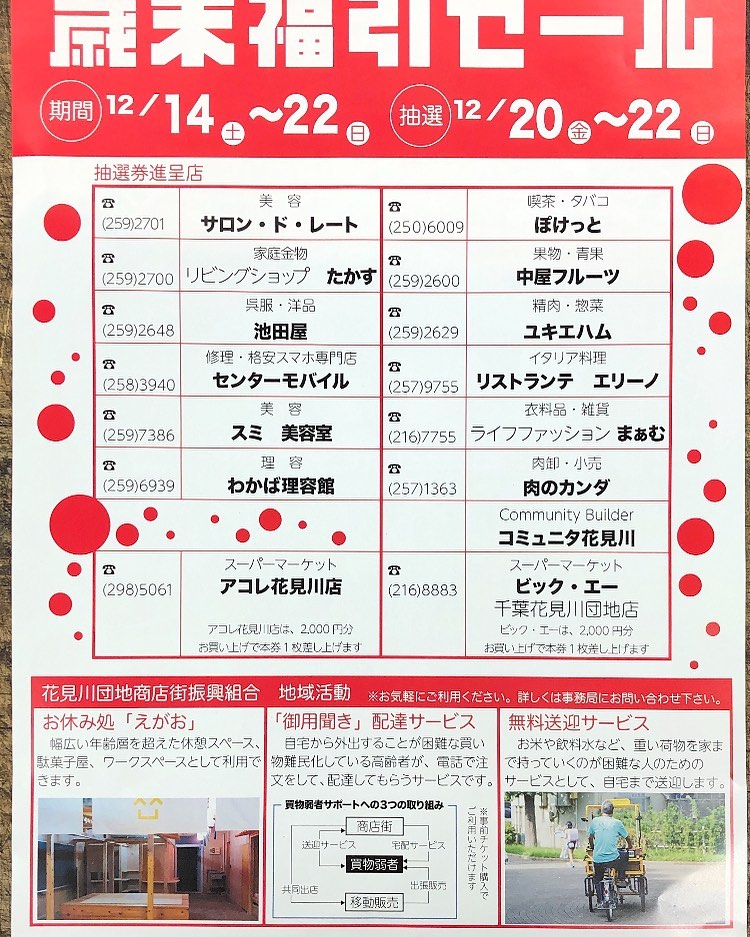 歳末福引セール
期間 12/14土～22日 抽選 12/20金～22日
抽選券進呈店
☎ (259)2701 美 容 サロン・ド・レート
☎ (250)6009 喫茶・タバコ ぽけっと
☎ (259)2700 家庭金物 リビングショップ たかす
☎ (259)2600 果物・青果 中屋フルーツ
☎ (259)2648 呉服・洋品 池田屋
☎ (259)2629 精肉・惣菜 ユキエハム
☎ (258)3940 修理・格安スマホ専門店 センターモバイル
☎ (257)9755 イタリア料理 リストランテ エリーノ
☎ (259)7386 美 容 スミ 美容室
☎ (216)7755 衣料品・雑貨 ライフファッション まぁむ
☎ (259)6939 理 容 わかば理容館
☎ (257)1363 肉卸・小売 肉のカンダ
Community Builder
コミュニタ花見川
☎ (298)5061 スーパーマーケット
アコレ花見川店
アコレ花見川店は、2,000円分
お買い上げで本券1枚差し上げます
☎ (216)8883 スーパーマーケット
ビック・エー
千葉花見川団地店
ビック・エーは、2,000円分
お買い上げで本券1枚差し上げます
花見川団地商店街振興組合 地域活動 ※お気軽にご利用ください。詳しくは事務局にお問い合わせ下さい。
お休み処「えがお」
幅広い年齢層を超えた休憩スペース、
駄菓子屋、ワークスペースとして利用で
きます。
「御用聞き」配達サービス
自宅から外出することが困難な買い
物難民化している高齢者が、電話で注
文をして、配達してもらうサービスです。
買物弱者サポートへの3つの取り組み
商店街
送迎サービス 宅配サービス
買物弱者
共同出店 出張販売
移動販売
※事前チケット購入で
ご利用いただけます
無料送迎サービス
お米や飲料水など、重い荷物を家ま
で持っていくのが困難な人のための
サービスとして、自宅まで送迎します。